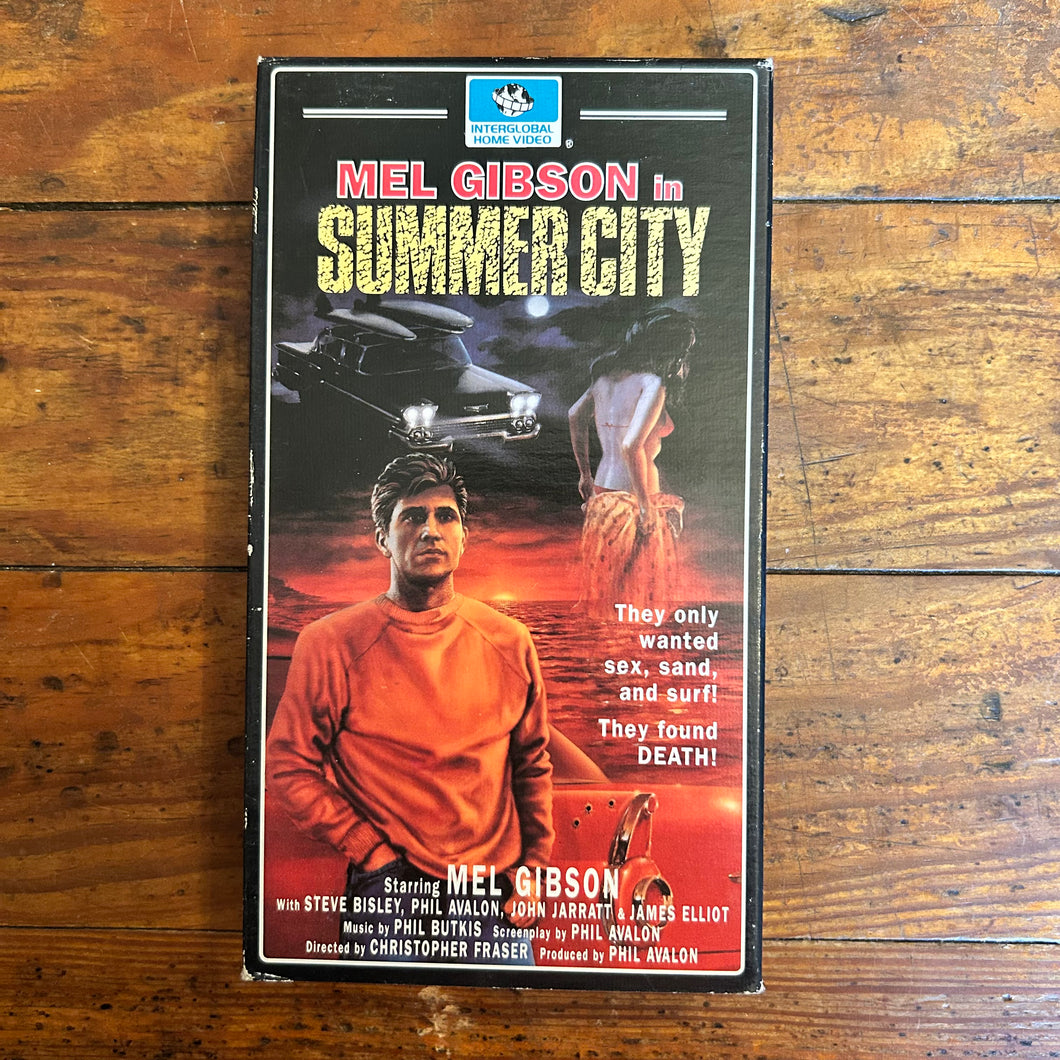 INTERGLOBAL
HOME VIDEO
®
MEL GIBSON in
SUMMER CITY
They only
wanted
sex, sand,
and surf!
They found
DEATH!
Starring MEL GIBSON
With STEVE BISLEY, PHIL AVALON, JOHN JARRATT & JAMES ELLIOT
Music by PHIL BUTKIS Screenplay by PHIL AVALON
Directed by CHRISTOPHER FRASER Produced by PHIL AVALON